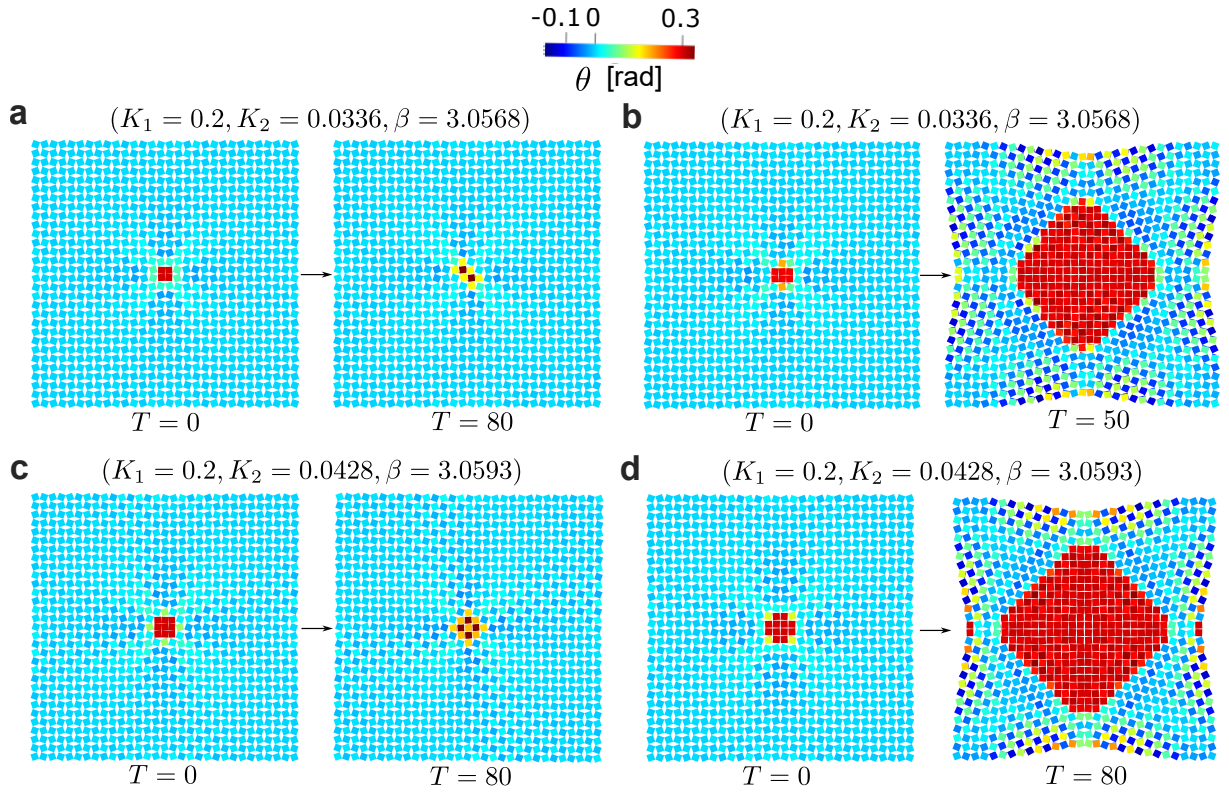 -0.1 0 0.3
θ [rad]
a (K₁ = 0.2, K₂ = 0.0336, β = 3.0568)
T = 0 T = 80
b (K₁ = 0.2, K₂ = 0.0336, β = 3.0568)
T = 0 T = 50
c (K₁ = 0.2, K₂ = 0.0428, β = 3.0593)
T = 0 T = 80
d (K₁ = 0.2, K₂ = 0.0428, β = 3.0593)
T = 0 T = 80